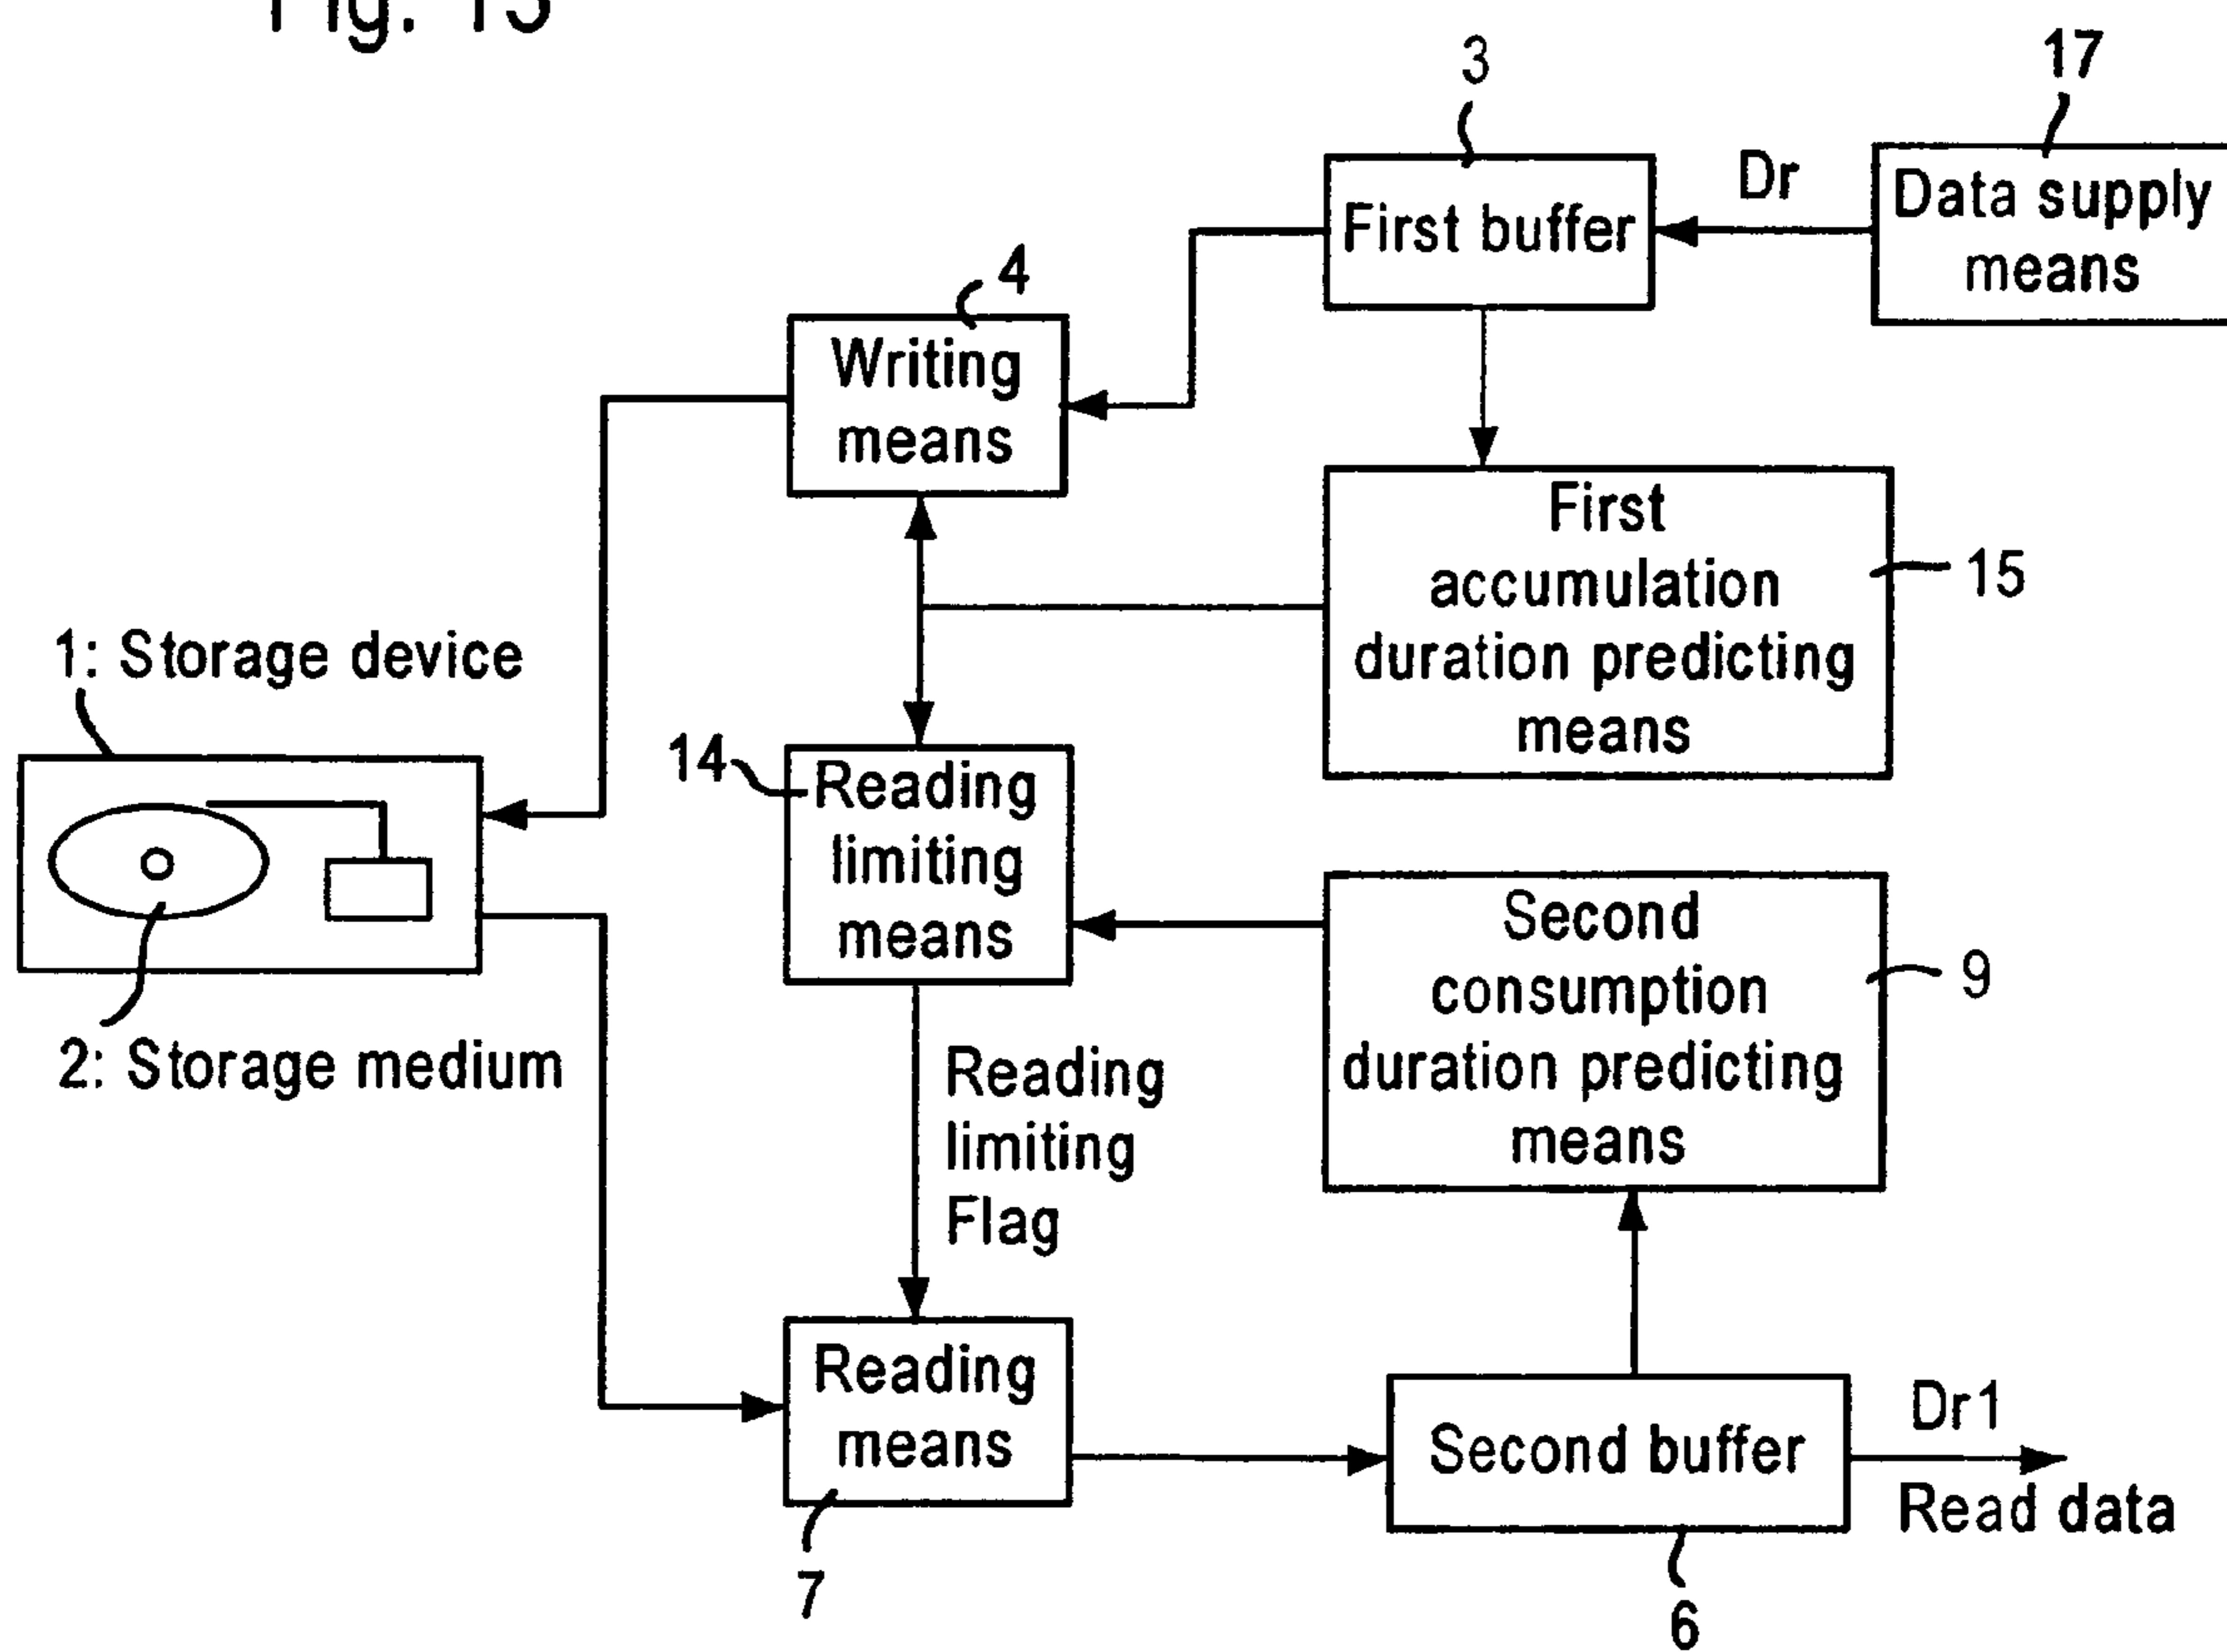 Fig. 13
3
17
First buffer
Dr
Data supply
means
4
Writing
means
First
accumulation
duration predicting
means
15
1: Storage device
14
Reading
limiting
means
2: Storage medium
Second
consumption
duration predicting
means
9
Reading
limiting
Flag
Reading
means
7
Second buffer
6
Dr1
Read data